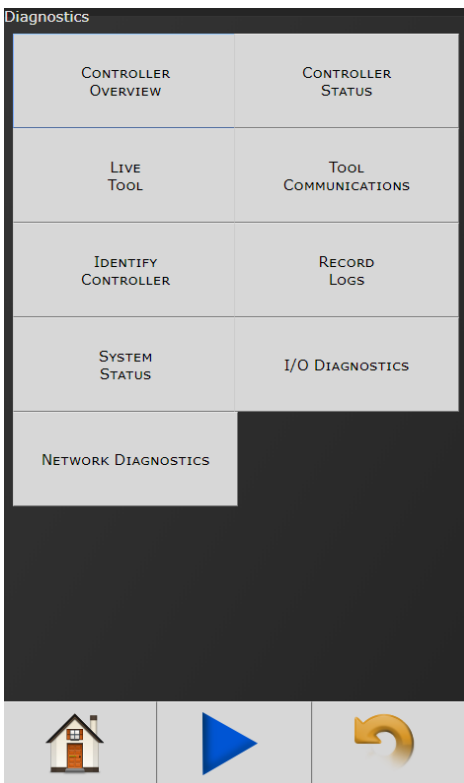 Diagnostics
Controller
Overview
Controller
Status
Live
Tool
Tool
Communications
Identify
Controller
Record
Logs
System
Status
I/O Diagnostics
Network Diagnostics